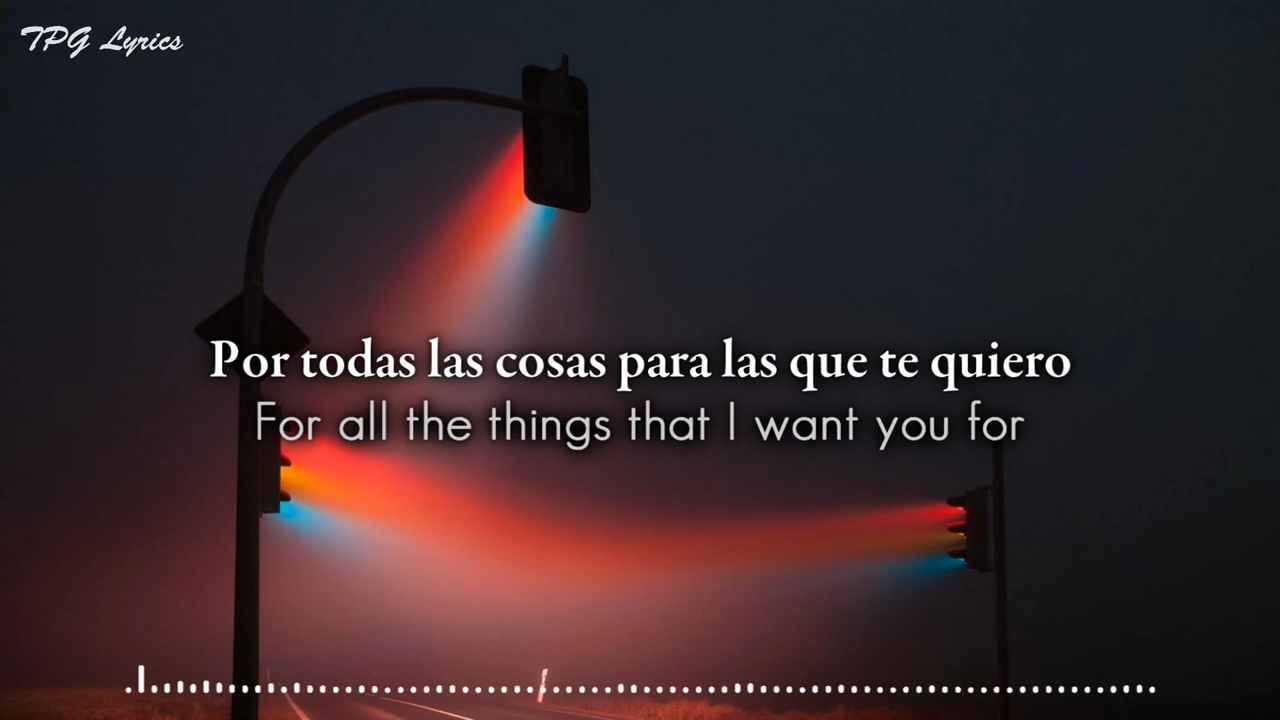 TPG Lyrics
Por todas las cosas para las que te quiero
For all the things that I want you for